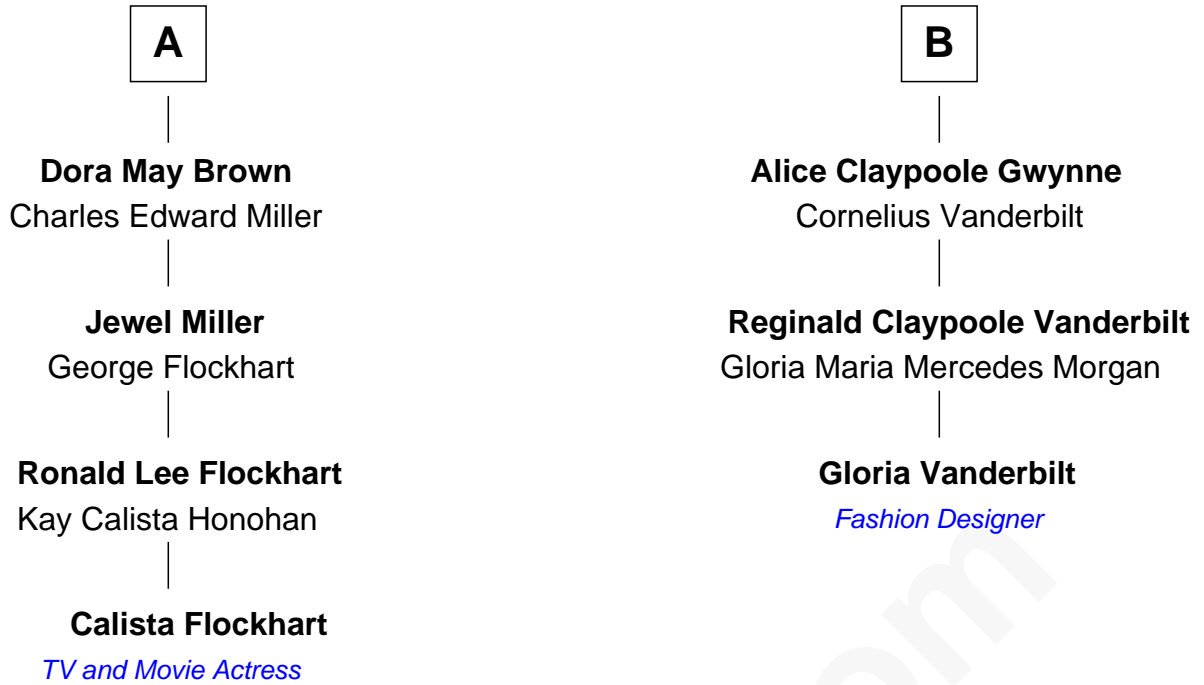 A
Dora May Brown
Charles Edward Miller
Jewel Miller
George Flockhart
Ronald Lee Flockhart
Kay Calista Honohan
Calista Flockhart
TV and Movie Actress
B
Alice Claypoole Gwynne
Cornelius Vanderbilt
Reginald Claypoole Vanderbilt
Gloria Maria Mercedes Morgan
Gloria Vanderbilt
Fashion Designer
om